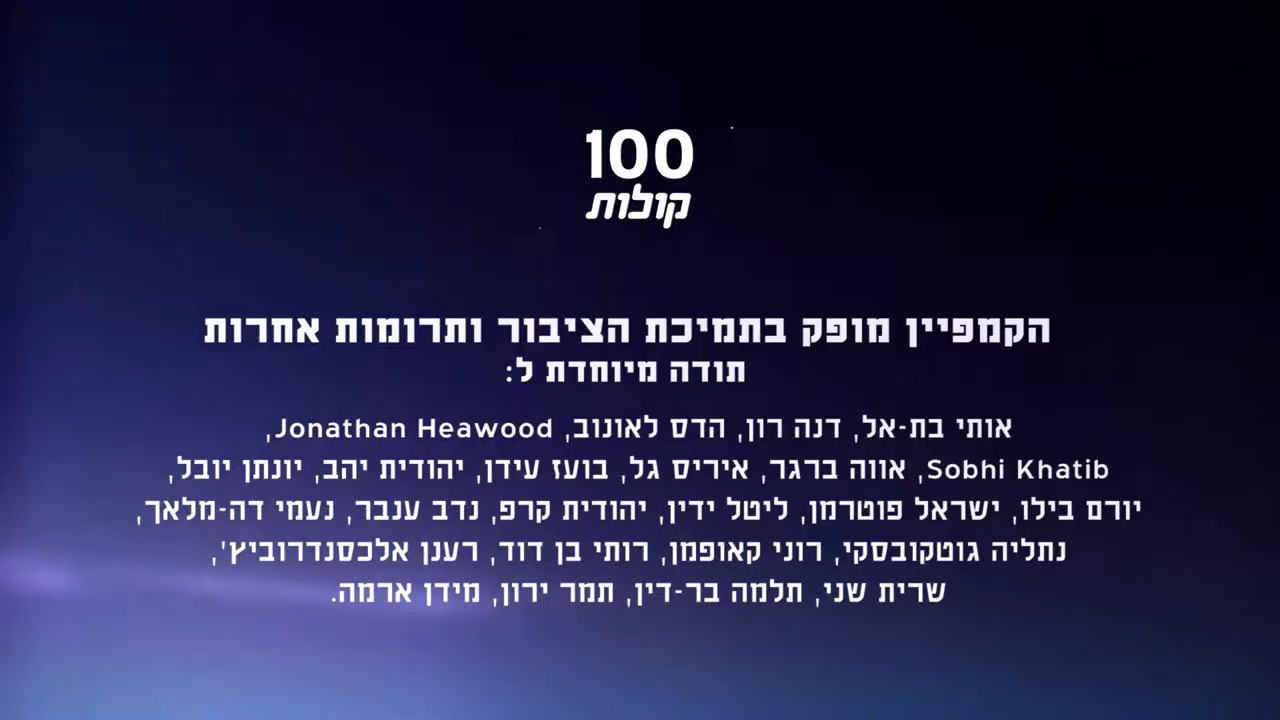 100
קולות
הקמפיין מופק בתמיכת הציבור ותרומות אחרות
תודה מיוחדת ל:
אותי בת-אל, דנה רון, הדס לאונוב, Jonathan Heawood,
Sobhi Khatib, אווה ברגר, איריס גל, בועז עידן, יהודית יהב, יונתן יובל,
יורם בילו, ישראל פוטרמן, ליטל ידין, יהודית קרפ, נדב ענבר, נעמי דה-מלאך,
נתליה גוטקובסקי, רוני קאופמן, רותי בן דוד, רענן אלכסנדרוביץ',
שרית שני, תלמה בר-דין, תמר ירון, מידן ארמה.